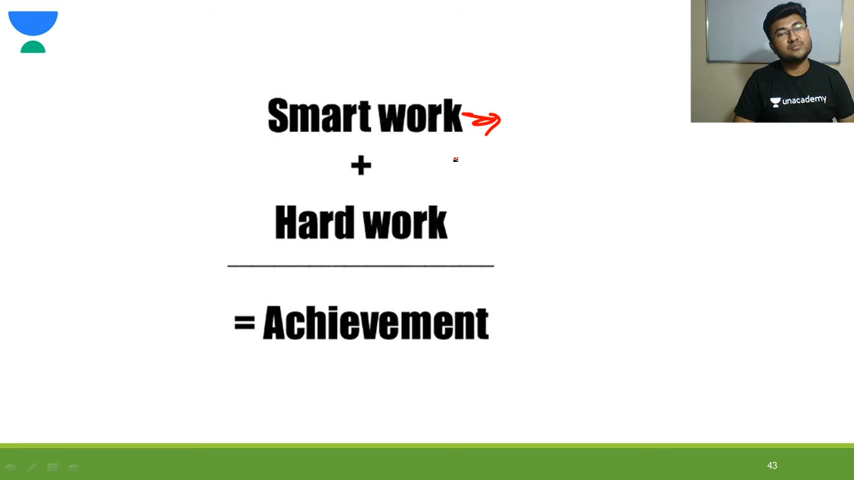 Smart work
+
Hard work
= Achievement
unacademy
43